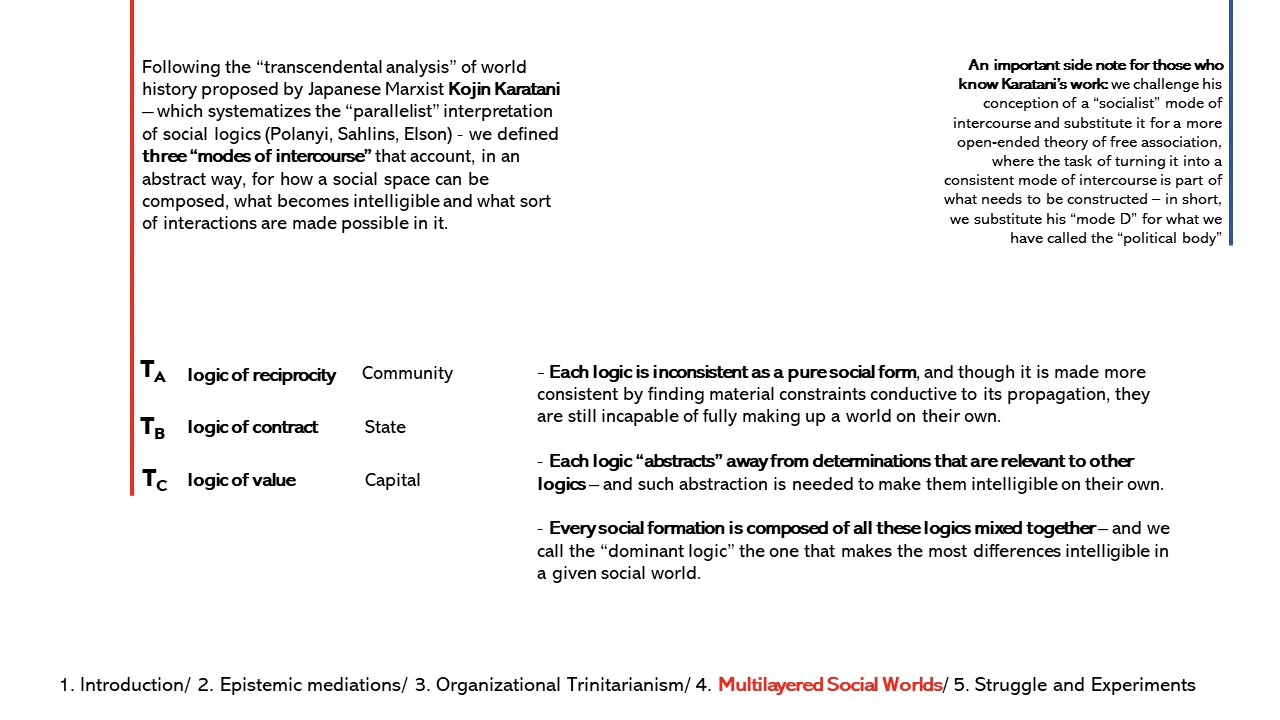 Following the “transcendental analysis” of world
history proposed by Japanese Marxist Kojin Karatani
– which systematizes the “parallelist” interpretation
of social logics (Polanyi, Sahlins, Elson) - we defined
three “modes of intercourse” that account, in an
abstract way, for how a social space can be
composed, what becomes intelligible and what sort
of interactions are made possible in it.
An important side note for those who
know Karatani’s work: we challenge his
conception of a “socialist” mode of
intercourse and substitute it for a more
open-ended theory of free association,
where the task of turning it into a
consistent mode of intercourse is part of
what needs to be constructed – in short,
we substitute his “mode D” for what we
have called the “political body”
TA logic of reciprocity Community
TB logic of contract State
TC logic of value Capital
- Each logic is inconsistent as a pure social form, and though it is made more
consistent by finding material constraints conductive to its propagation, they
are still incapable of fully making up a world on their own.
- Each logic “abstracts” away from determinations that are relevant to other
logics – and such abstraction is needed to make them intelligible on their own.
- Every social formation is composed of all these logics mixed together – and we
call the “dominant logic” the one that makes the most differences intelligible in
a given social world.
1. Introduction/ 2. Epistemic mediations/ 3. Organizational Trinitarianism/ 4. Multilayered Social Worlds/ 5. Struggle and Experiments